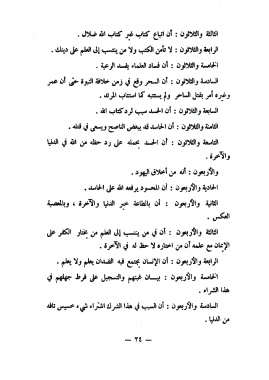 الثالثة والثلاثون : أن اتباع كتاب غير كتاب الله ضلال .
الرابعة والثلاثون : لا تأمن الكتب ولا من ينتسب إلى العلم على دينك .
الخامسة والثلاثون : أن فساد العلماء يفسد الرعية .
السادسة والثلاثون : أن السحر وقع في زمن خلافة النبوة حتى أن عمر
وغيره أمر بقتل الساحر ولم يستتبه كما استتاب المرتد .
السابعة والثلاثون : أن الحسد سبب لرد كتاب الله .
الثامنة والثلاثون : أن الحاسد قد يبغض الناصح ويسعى في قتله .
التاسعة والثلاثون : أن الحسد يحمله على رد حظه من الله في الدنيا
والآخرة .
والأربعون : أنه من أخلاق اليهود .
الحادية والأربعون : أن المحسود يرفعه الله على الحاسد .
الثانية والأربعون : أن بالطاعة خير الدنيا والآخرة ، وبالمعصية
العكس .
الثالثة والأربعون : أن في من ينتسب إلى العلم من يختار الكفر على
الإيمان مع علمه أن من اختاره لا حظ له في الآخرة .
الرابعة والأربعون : أن الإنسان يجتمع فيه الضدان يعلم ولا يعلم .
الخامسة والأربعون : بيان غبنهم والتسجيل على فرط جهلهم في
هذا الشراء .
السادسة والأربعون : أن السبب في هذا الشرك اشتراء شيء خسيس تافه
من الدنيا .
— ٢٤ —